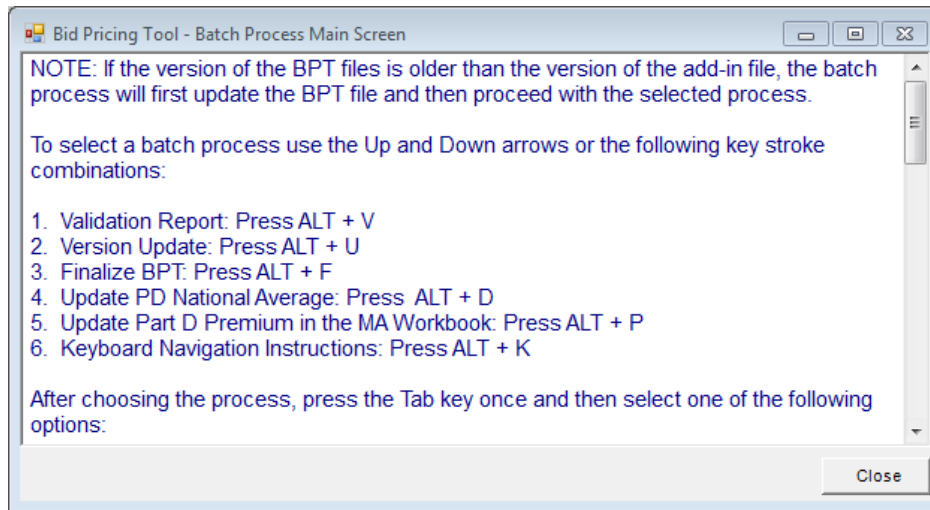 Bid Pricing Tool - Batch Process Main Screen
NOTE: If the version of the BPT files is older than the version of the add-in file, the batch
process will first update the BPT file and then proceed with the selected process.
To select a batch process use the Up and Down arrows or the following key stroke
combinations:
1. Validation Report: Press ALT + V
2. Version Update: Press ALT + U
3. Finalize BPT: Press ALT + F
4. Update PD National Average: Press ALT + D
5. Update Part D Premium in the MA Workbook: Press ALT + P
6. Keyboard Navigation Instructions: Press ALT + K
After choosing the process, press the Tab key once and then select one of the following
options:
Close